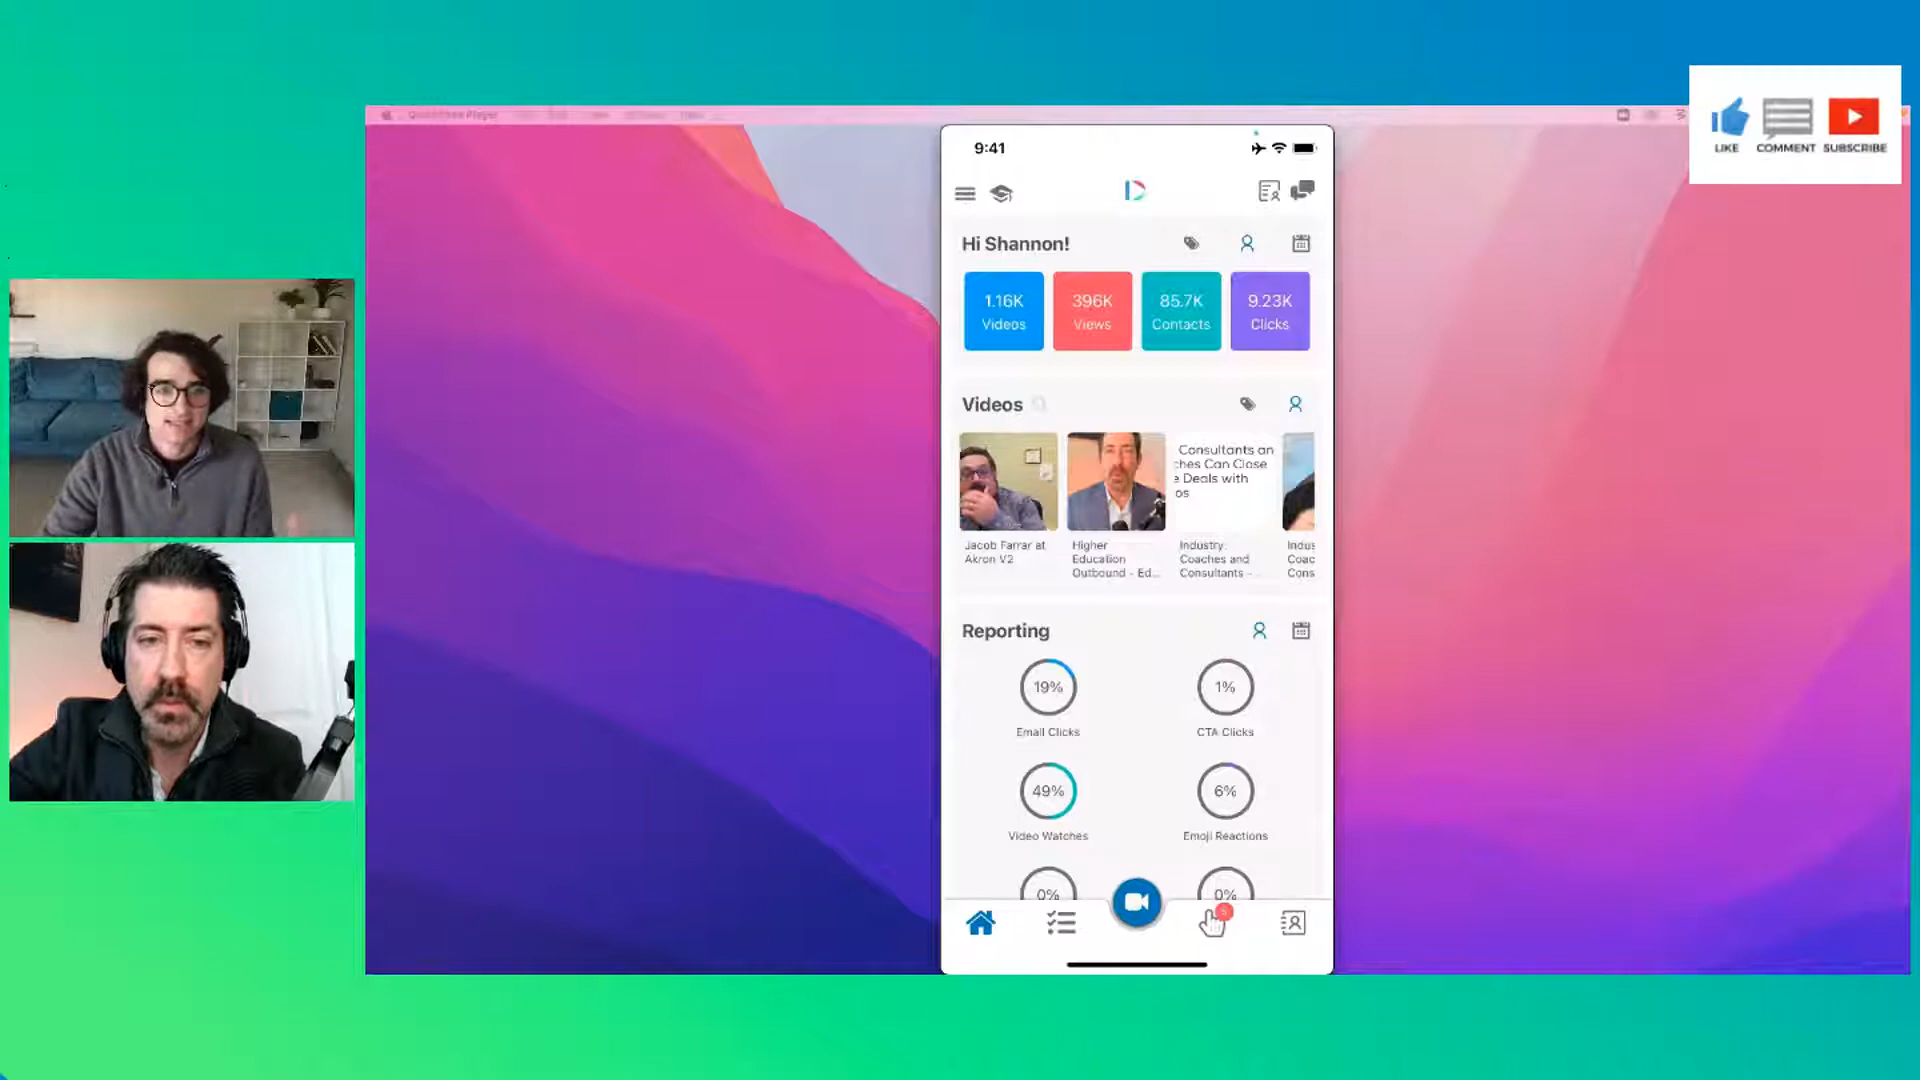 LIKE COMMENT SUBSCRIBE
9:41
Hi Shannon!
1.16K 396K 85.7K 9.23K
Videos Views Contacts Clicks
Videos
Consultants an
ches Can Close
e Deals with
os
Jacob Farrar at
Akron V2
Higher
Education
Outbound - Ed...
Industry:
Coaches and
Consultants - ...
Indus
Coac
Cons
Reporting
19% 1%
Email Clicks CTA Clicks
49% 6%
Video Watches Emoji Reactions
0% 0%
5